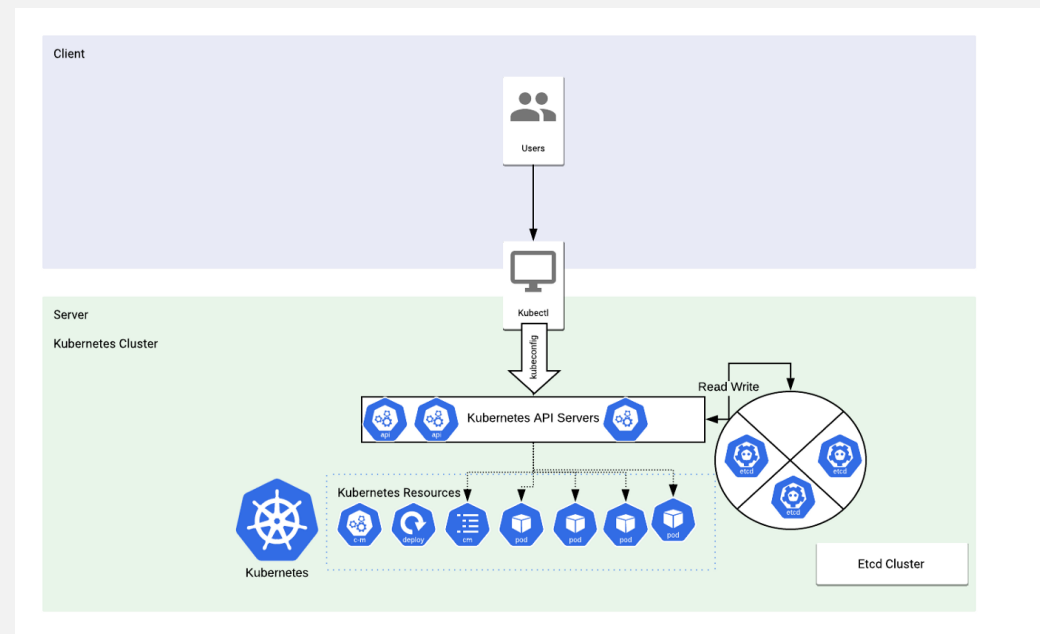 Client
Users
Kubectl
Server
Kubernetes Cluster
kubeconfig
Read Write
Kubernetes API Servers
api
api
etcd
etcd
etcd
Kubernetes Resources
c-m
deploy
cm
pod
pod
pod
pod
Kubernetes
Etcd Cluster